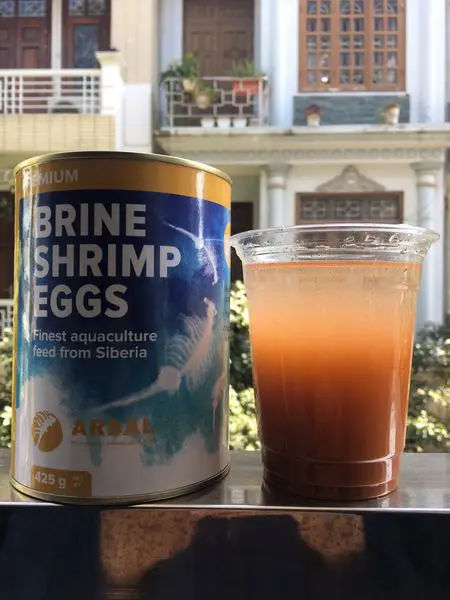 PREMIUM
BRINE
SHRIMP
EGGS
Finest aquaculture
feed from Siberia
ARSAL
425 g